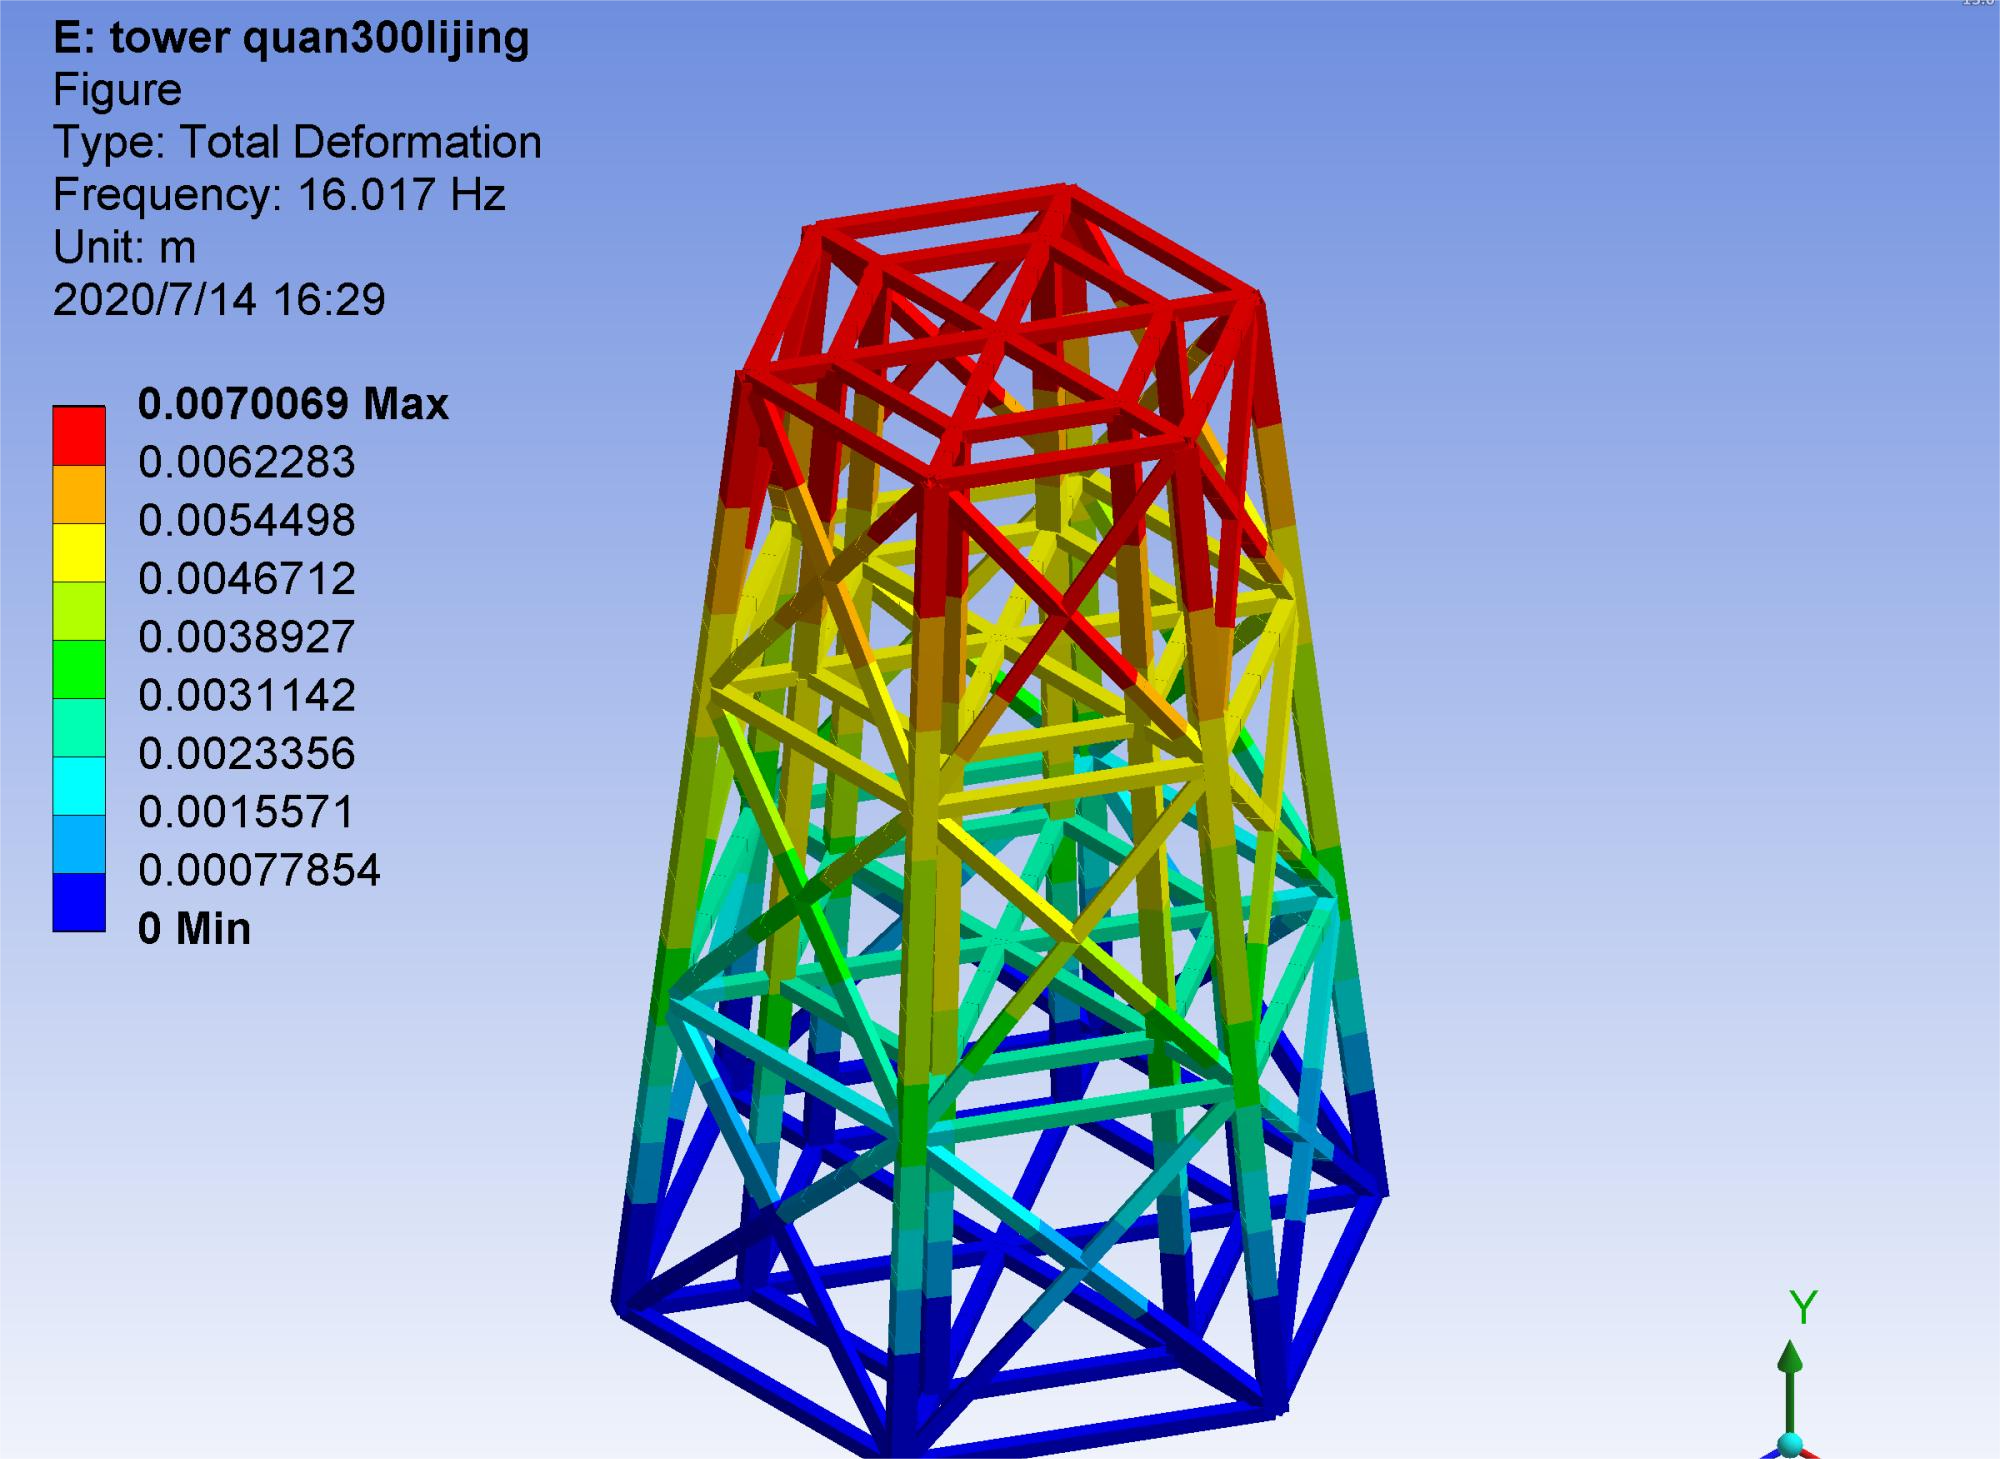 E: tower quan300lijing
Figure
Type: Total Deformation
Frequency: 16.017 Hz
Unit: m
2020/7/14 16:29
0.0070069 Max
0.0062283
0.0054498
0.0046712
0.0038927
0.0031142
0.0023356
0.0015571
0.00077854
0 Min
Y